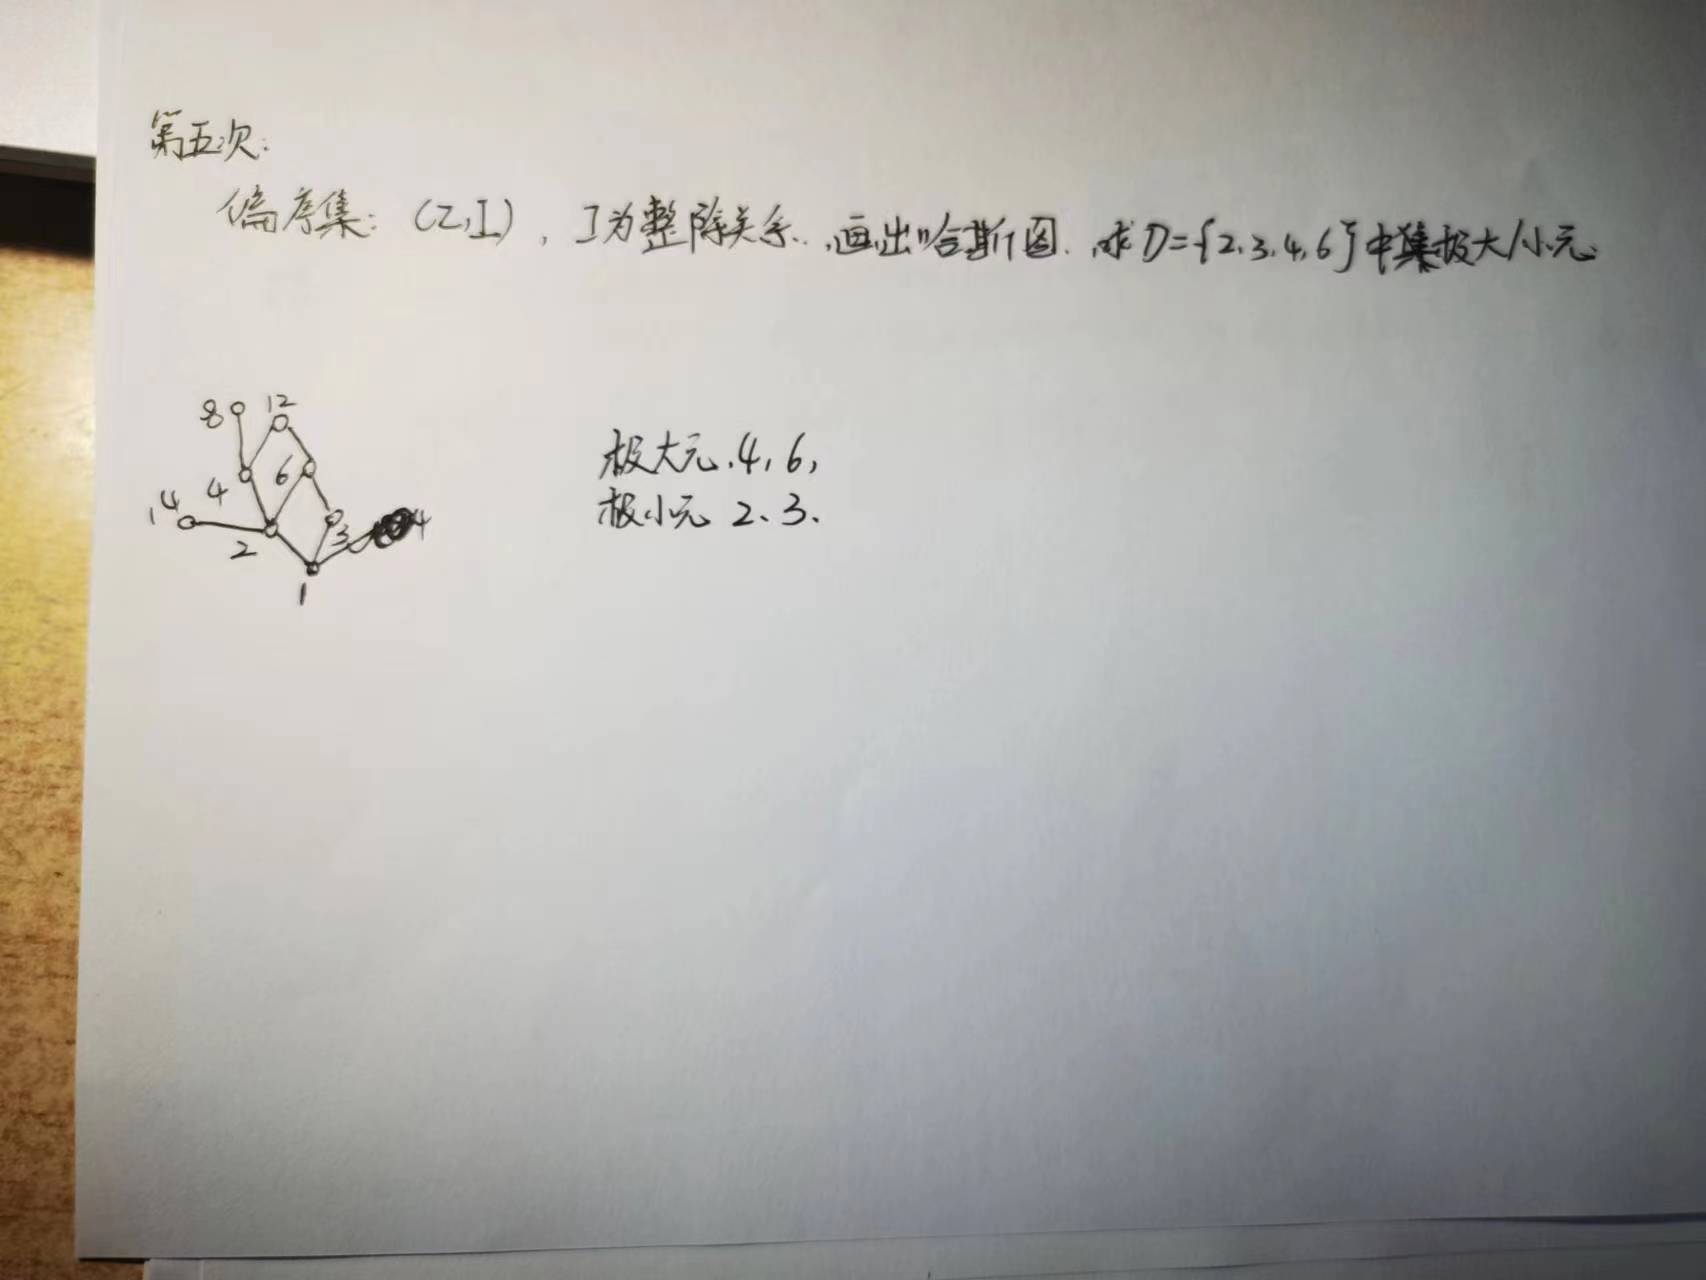 第五次:
偏序集: (Z,I), I为整除关系. 画出哈斯图. 求D={2,3,4,6}中集极大/小元.
8 12
4 6
14
2 3 4
1
极大元.4,6,
极小元 2、3、